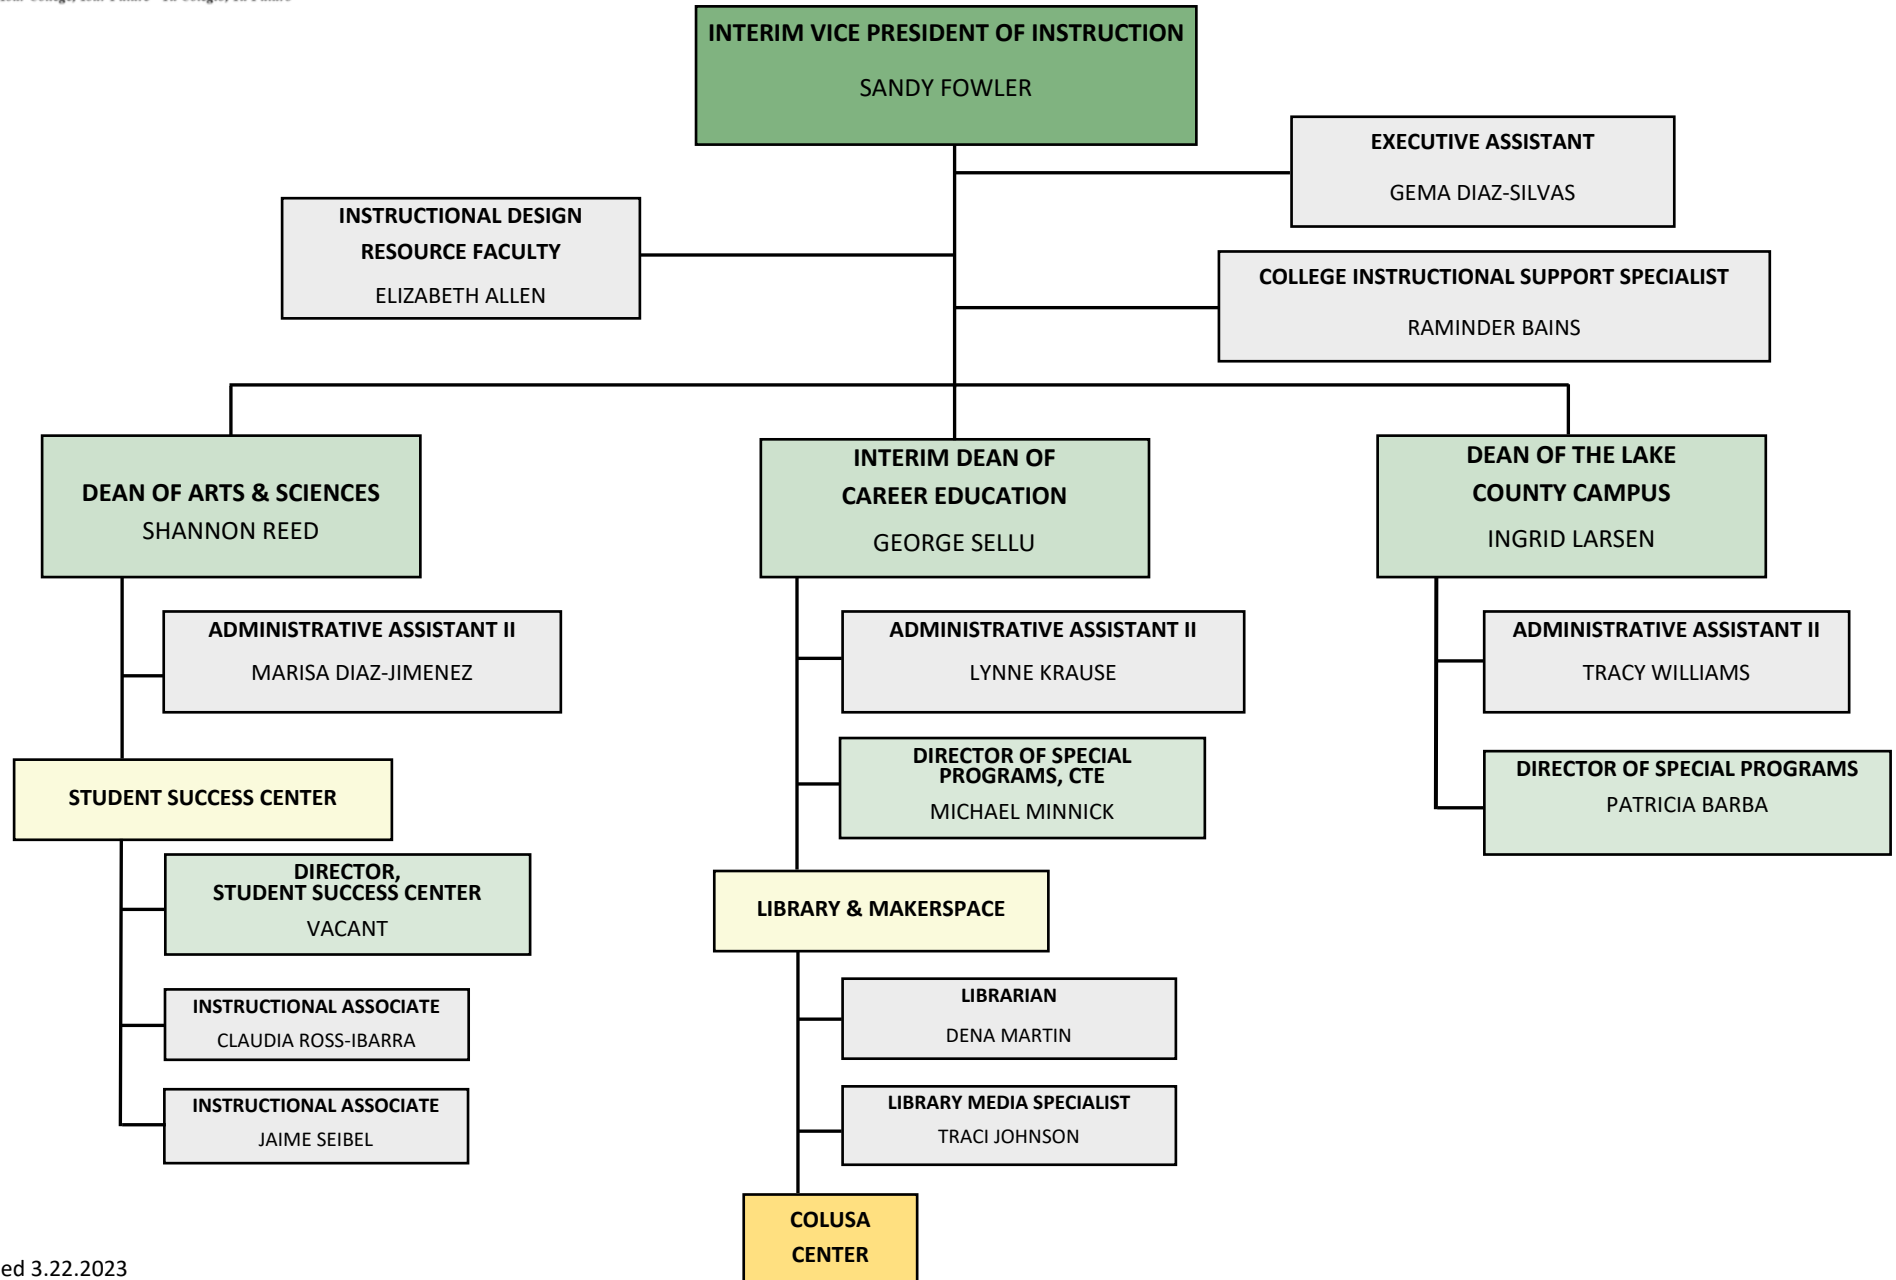 INTERIM VICE PRESIDENT OF INSTRUCTION
SANDY FOWLER
EXECUTIVE ASSISTANT
GEMA DIAZ-SILVAS
INSTRUCTIONAL DESIGN
RESOURCE FACULTY
ELIZABETH ALLEN
COLLEGE INSTRUCTIONAL SUPPORT SPECIALIST
RAMINDER BAINS
DEAN OF ARTS & SCIENCES
SHANNON REED
ADMINISTRATIVE ASSISTANT II
MARISA DIAZ-JIMENEZ
STUDENT SUCCESS CENTER
DIRECTOR,
STUDENT SUCCESS CENTER
VACANT
INSTRUCTIONAL ASSOCIATE
CLAUDIA ROSS-IBARRA
INSTRUCTIONAL ASSOCIATE
JAIME SEIBEL
INTERIM DEAN OF
CAREER EDUCATION
GEORGE SELLU
ADMINISTRATIVE ASSISTANT II
LYNNE KRAUSE
DIRECTOR OF SPECIAL
PROGRAMS, CTE
MICHAEL MINNICK
LIBRARY & MAKERSPACE
LIBRARIAN
DENA MARTIN
LIBRARY MEDIA SPECIALIST
TRACI JOHNSON
COLUSA
CENTER
DEAN OF THE LAKE
COUNTY CAMPUS
INGRID LARSEN
ADMINISTRATIVE ASSISTANT II
TRACY WILLIAMS
DIRECTOR OF SPECIAL PROGRAMS
PATRICIA BARBA
ed 3.22.2023